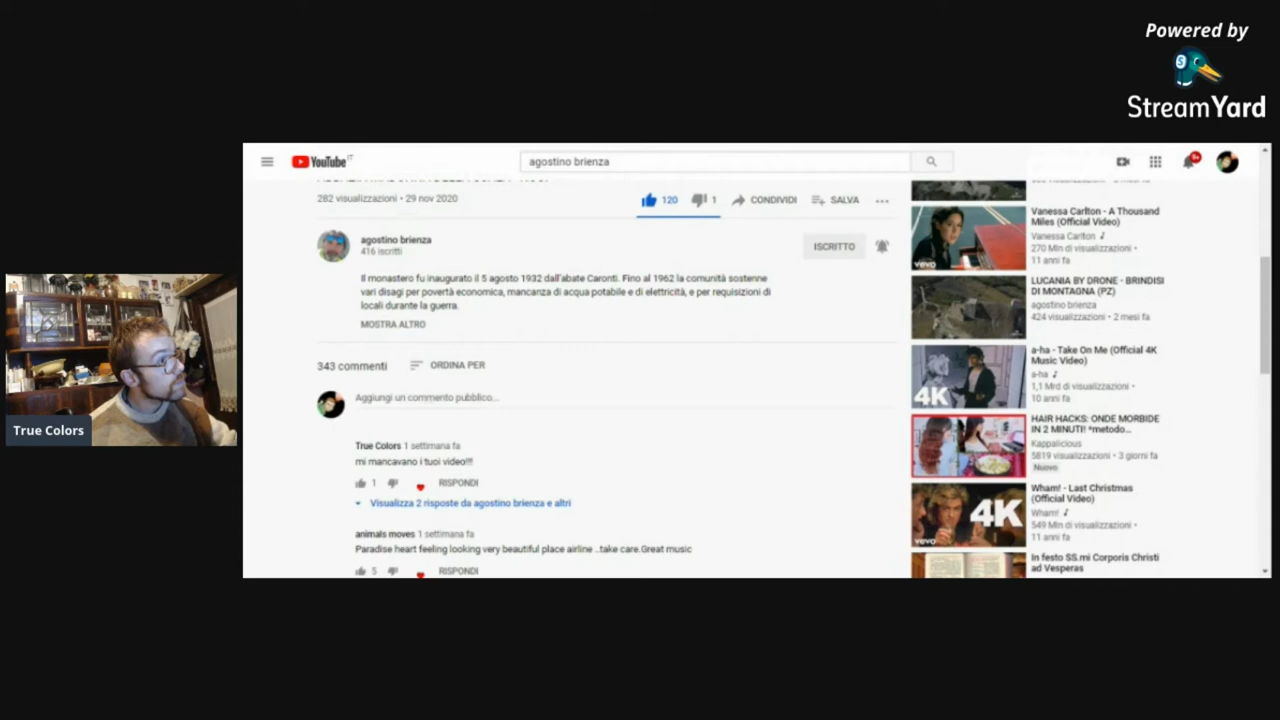 Powered by
StreamYard
YouTube IT
agostino brienza
9+
282 visualizzazioni • 29 nov 2020
120
1
CONDIVIDI
SALVA
agostino brienza
416 iscritti
ISCRITTO
Il monastero fu inaugurato il 5 agosto 1932 dall'abate Caronti. Fino al 1962 la comunità sostenne
vari disagi per povertà economica, mancanza di acqua potabile e di elettricità, e per requisizioni di
locali durante la guerra.
MOSTRA ALTRO
343 commenti
ORDINA PER
Aggiungi un commento pubblico...
True Colors 1 settimana fa
mi mancavano i tuoi video!!!
1
RISPONDI
Visualizza 2 risposte da agostino brienza e altri
animals moves 1 settimana fa
Paradise heart feeling looking very beautiful place airline ..take care.Great music
5
RISPONDI
vevo
Vanessa Carlton - A Thousand
Miles (Official Video)
Vanessa Carlton
270 Mln di visualizzazioni •
11 anni fa
LUCANIA BY DRONE - BRINDISI
DI MONTAGNA (PZ)
agostino brienza
424 visualizzazioni • 2 mesi fa
4K
a-ha - Take On Me (Official 4K
Music Video)
a-ha
1,1 Mrd di visualizzazioni •
10 anni fa
HAIR HACKS: ONDE MORBIDE
IN 2 MINUTI! *metodo...
Kappalicious
5819 visualizzazioni • 3 giorni fa
Nuovo
4K
vevo
Wham! - Last Christmas
(Official Video)
Wham!
549 Mln di visualizzazioni •
11 anni fa
In festo SS.mi Corporis Christi
ad Vesperas
True Colors